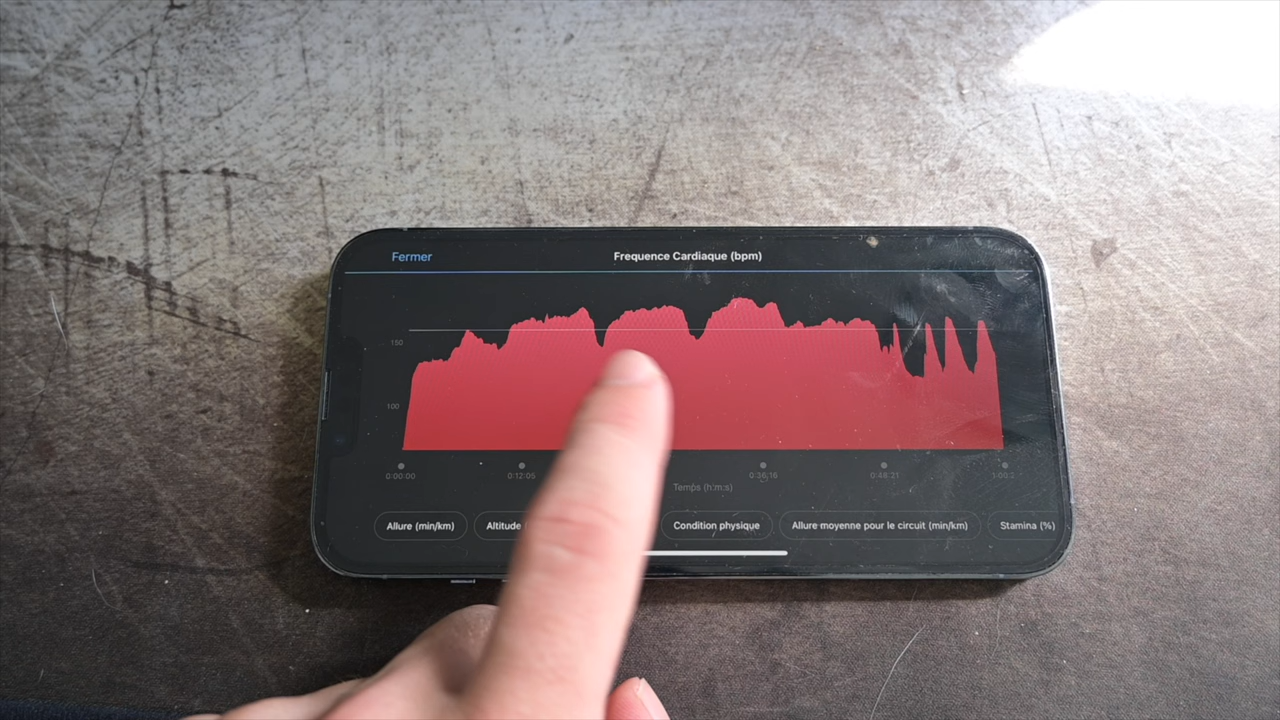 Fermer
Frequence Cardiaque (bpm)
150
100
0:00:00
0:12:05
0:36:16
0:48:21
Temps (h:m:s)
Allure (min/km)
Altitude
Condition physique
Allure moyenne pour le circuit (min/km)
Stamina (%)